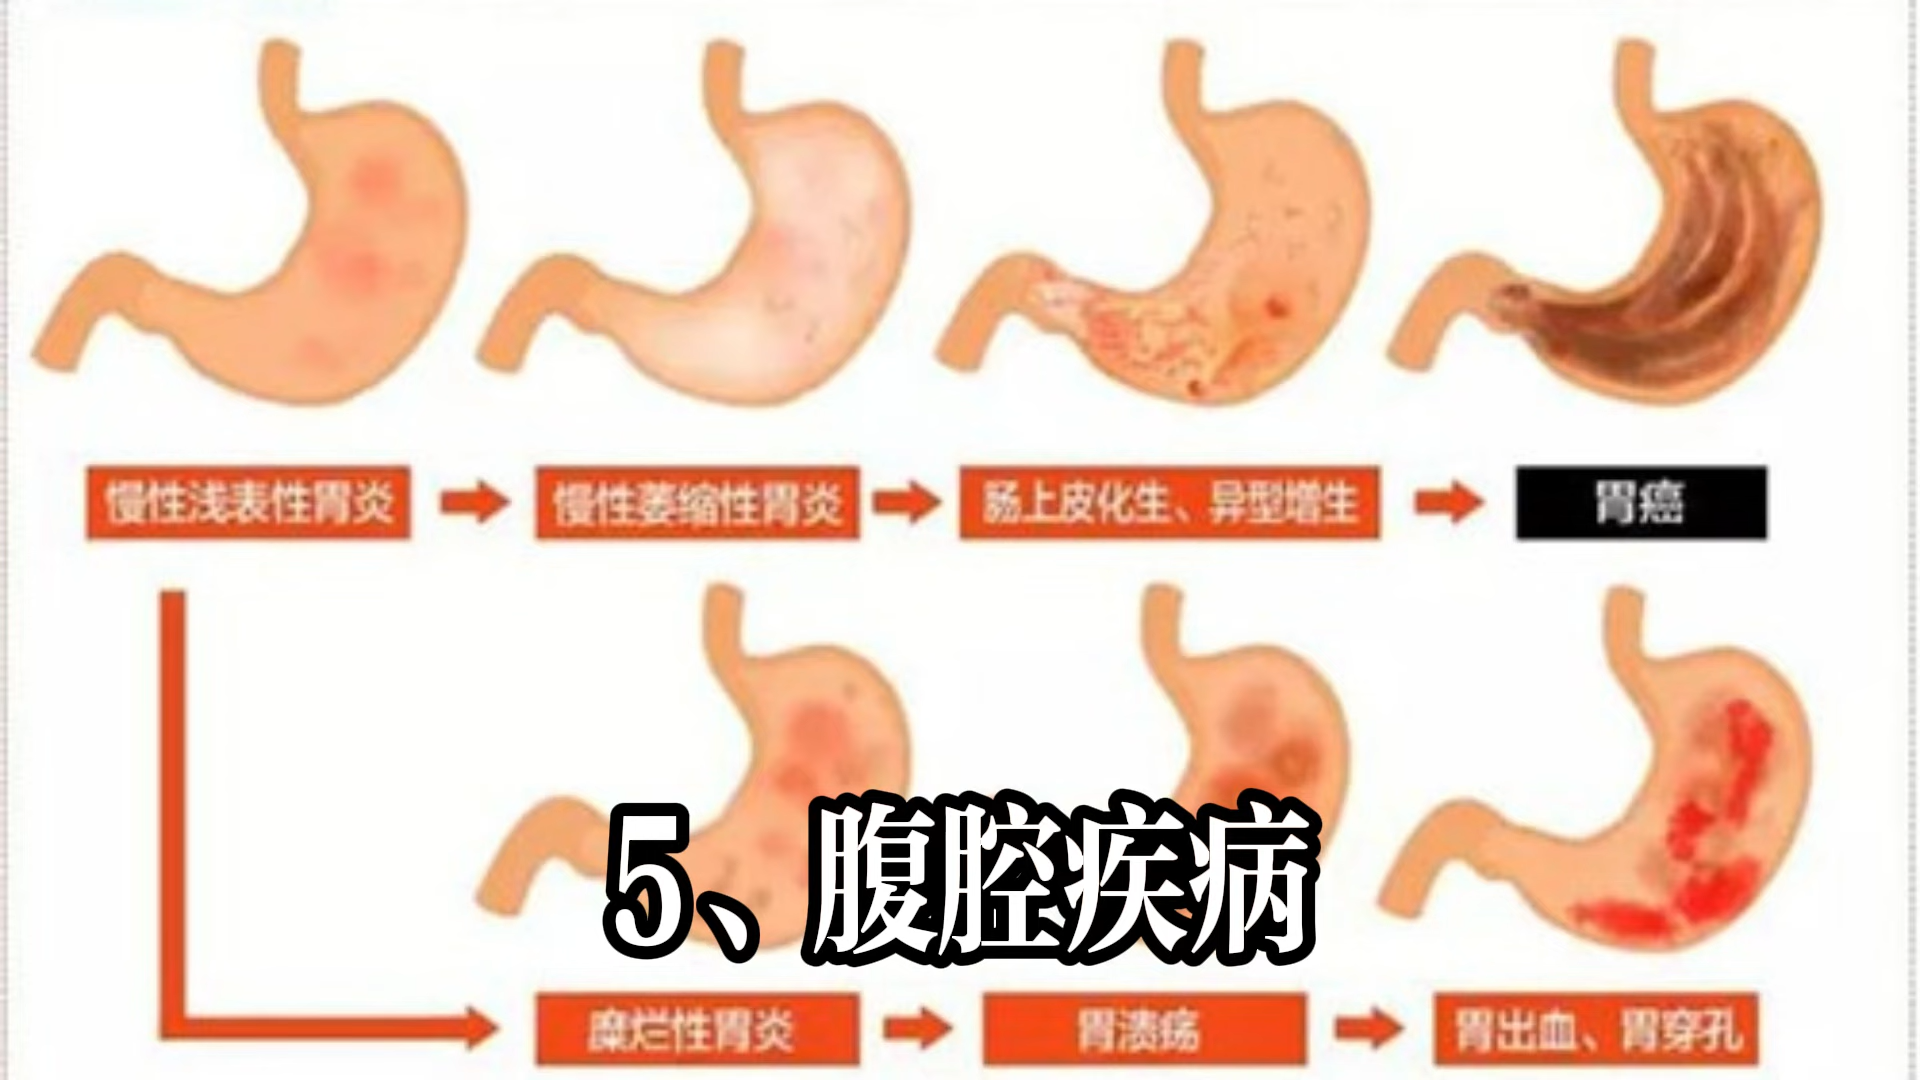 慢性浅表性胃炎
慢性萎缩性胃炎
肠上皮化生、异型增生
胃癌
5、腹腔疾病
糜烂性胃炎
胃溃疡
胃出血、胃穿孔